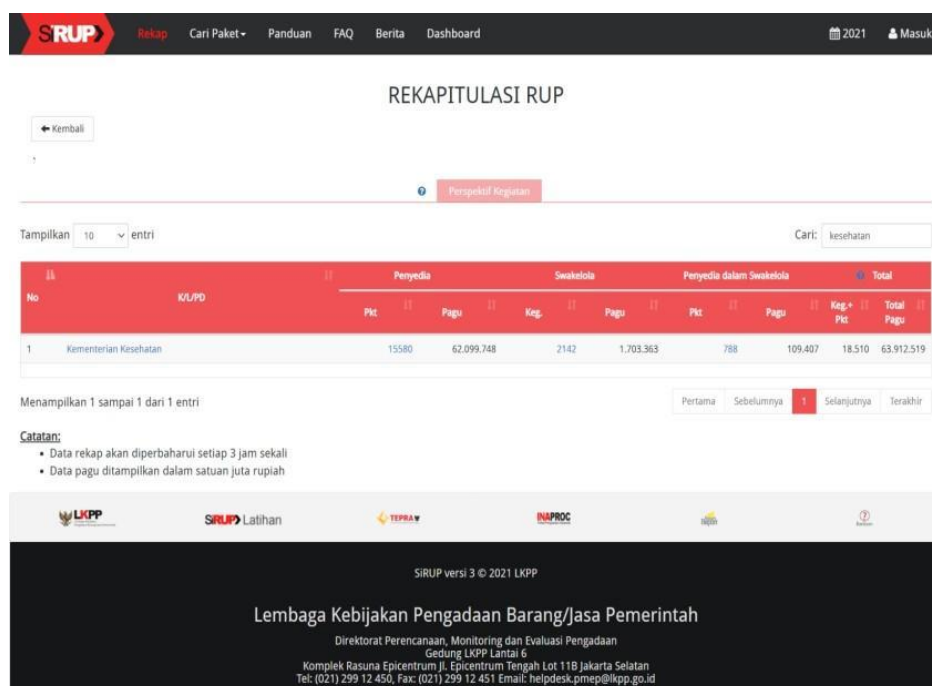 SiRUP Rekap Cari Paket Panduan FAQ Berita Dashboard 2021 Masuk
REKAPITULASI RUP
Kembali
Perspektif Kegiatan
Tampilkan 10 entri Cari: kesehatan
No K/L/PD Penyedia Swakelola Penyedia dalam Swakelola Total
Pkt Pagu Keg. Pagu Pkt Pagu Keg.+ Pkt Total Pagu
1 Kementerian Kesehatan 15580 62.099.748 2142 1.703.363 788 109.407 18.510 63.912.519
Menampilkan 1 sampai 1 dari 1 entri Pertama Sebelumnya 1 Selanjutnya Terakhir
Catatan:
• Data rekap akan diperbaharui setiap 3 jam sekali
• Data pagu ditampilkan dalam satuan juta rupiah
LKPP SiRUP Latihan TEPRA INAPROC
SiRUP versi 3 © 2021 LKPP
Lembaga Kebijakan Pengadaan Barang/Jasa Pemerintah
Direktorat Perencanaan, Monitoring dan Evaluasi Pengadaan
Gedung LKPP Lantai 6
Komplek Rasuna Epicentrum Jl. Epicentrum Tengah Lot 11B Jakarta Selatan
Tel: (021) 299 12 450, Fax: (021) 299 12 451 Email: helpdesk.pmep@lkpp.go.id